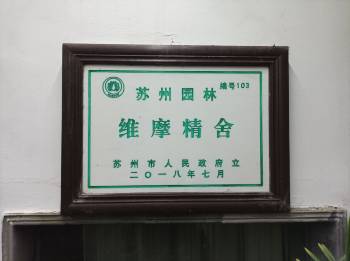 苏州园林 编号103
维摩精舍
苏州市人民政府立
二〇一八年七月